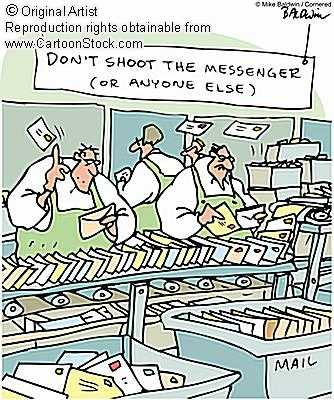 © Original Artist
Reproduction rights obtainable from
www.CartoonStock.com
© Mike Baldwin / Cornered
BALDWIN
DON'T SHOOT THE MESSENGER
(OR ANYONE ELSE)
MAIL